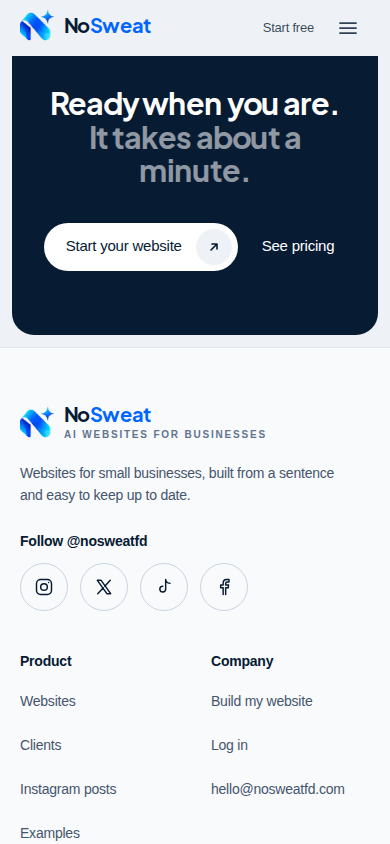 NoSweat
Start free
Ready when you are.
It takes about a
minute.
Start your website
See pricing
NoSweat
AI WEBSITES FOR BUSINESSES
Websites for small businesses, built from a sentence
and easy to keep up to date.
Follow @nosweatfd
Product
Company
Websites
Build my website
Clients
Log in
Instagram posts
hello@nosweatfd.com
Examples